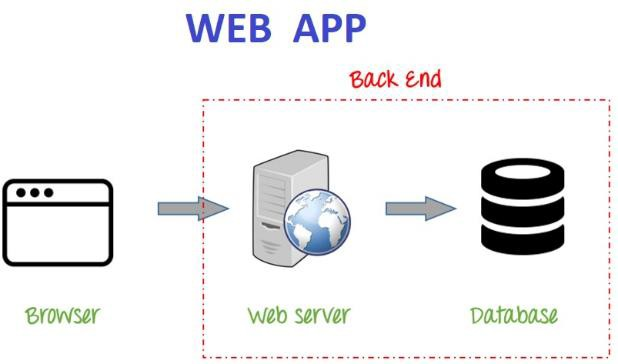 WEB APP
Back End
Browser
Web server
Database